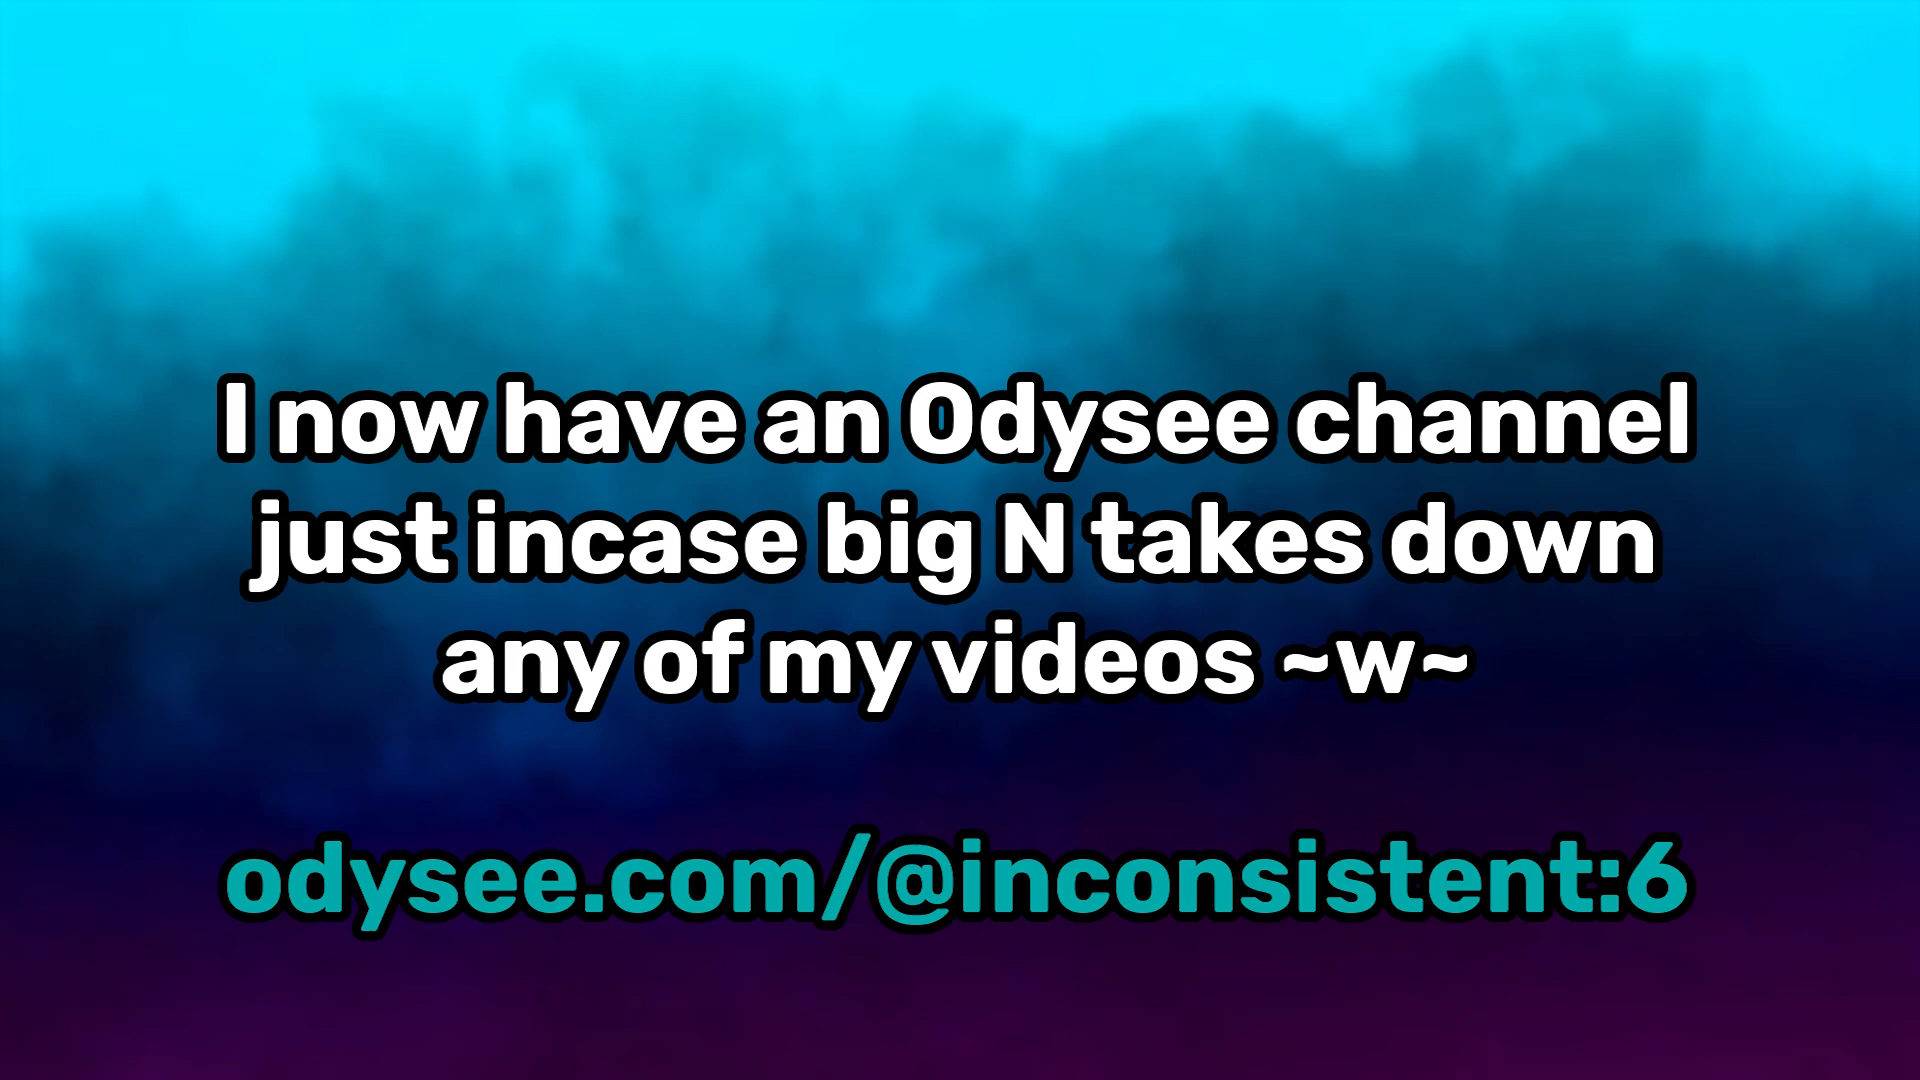 I now have an Odysee channel
just incase big N takes down
any of my videos ~w~
odysee.com/@inconsistent:6